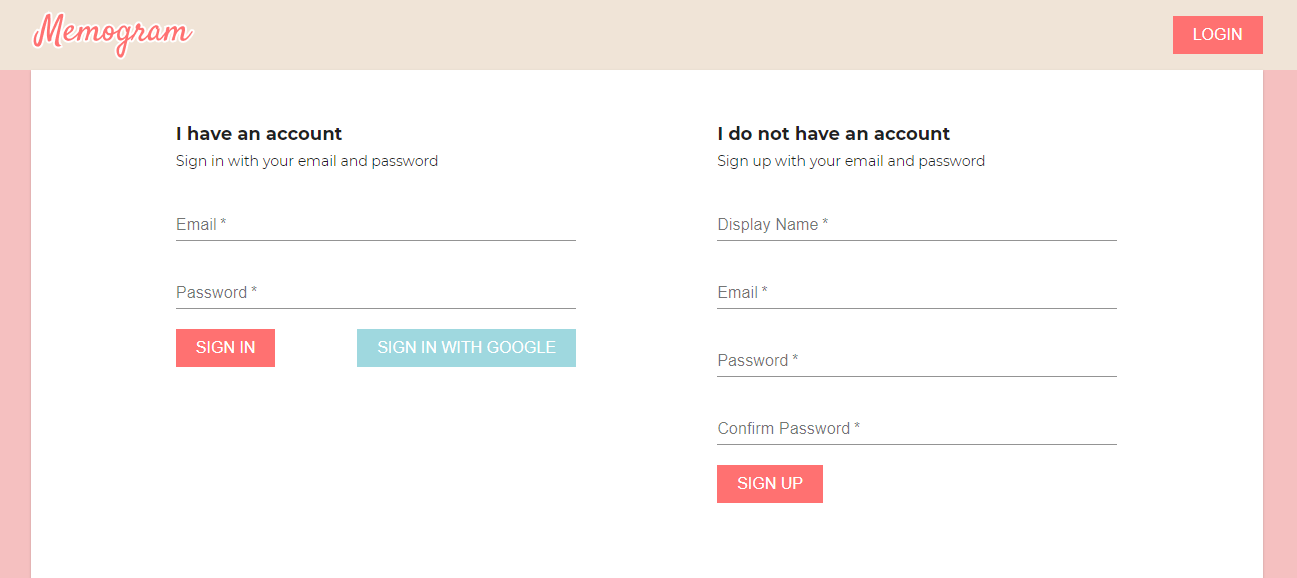 Memogram
LOGIN
I have an account
Sign in with your email and password
Email *
Password *
SIGN IN
SIGN IN WITH GOOGLE
I do not have an account
Sign up with your email and password
Display Name *
Email *
Password *
Confirm Password *
SIGN UP